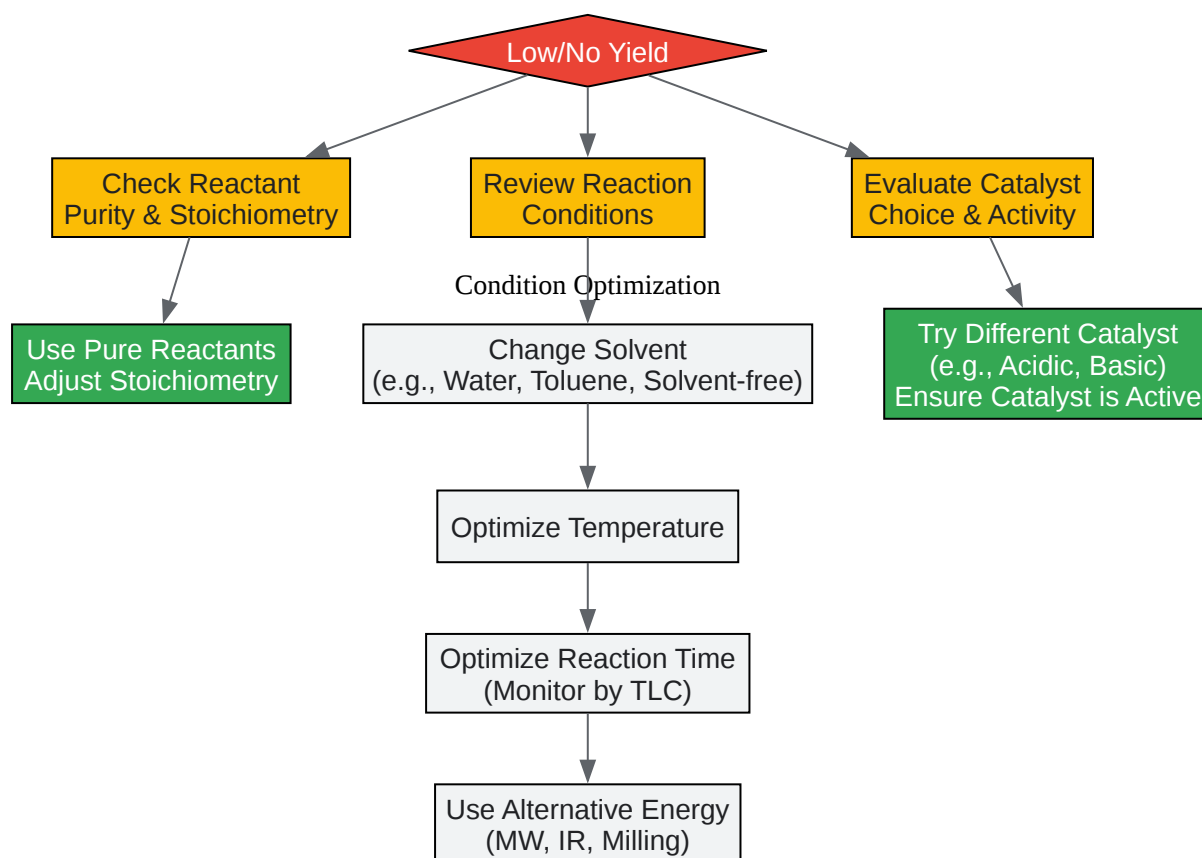 Low/No Yield
Check Reactant
Purity & Stoichiometry
Review Reaction
Conditions
Evaluate Catalyst
Choice & Activity
Condition Optimization
Use Pure Reactants
Adjust Stoichiometry
Change Solvent
(e.g., Water, Toluene, Solvent-free)
Try Different Catalyst
(e.g., Acidic, Basic)
Ensure Catalyst is Active
Optimize Temperature
Optimize Reaction Time
(Monitor by TLC)
Use Alternative Energy
(MW, IR, Milling)